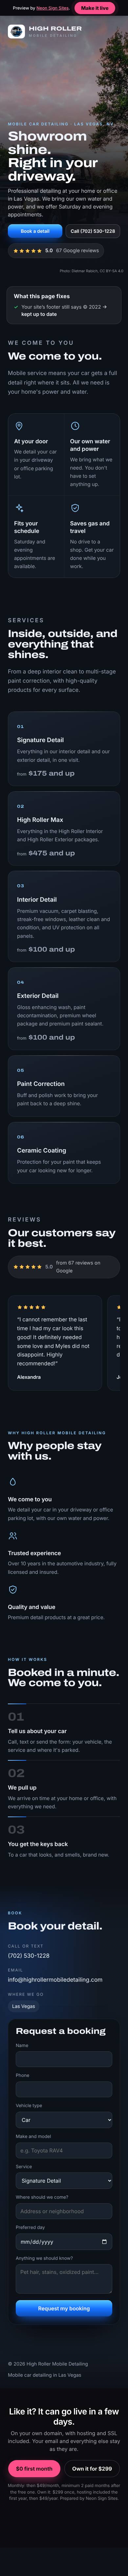 Preview by Neon Sign Sites.
Make it live
HIGH ROLLER
MOBILE DETAILING
MOBILE CAR DETAILING · LAS VEGAS, NV
Showroom
shine.
Right in your
driveway.
Professional detailing at your home or office
in Las Vegas. We bring our own water and
power, and we offer Saturday and evening
appointments.
Book a detail
Call (702) 530-1228
★★★★★ 5.0 67 Google reviews
What this page fixes
✓ Your site's footer still says © 2022 →
kept up to date
WE COME TO YOU
We come to you.
Mobile service means your car gets a full
detail right where it sits. All we need is
your home's power and water.
At your door
We detail your car
in your driveway
or office parking
lot.
Our own water
and power
We bring what we
need. You don't
have to set
anything up.
Fits your
schedule
Saturday and
evening
appointments are
available.
Saves gas and
travel
No drive to a
shop. Get your car
done while you
work.
SERVICES
Inside, outside, and
everything that
shines.
From a deep interior clean to multi-stage
paint correction, with high-quality
products for every surface.
01
Signature Detail
Everything in our interior detail and our
exterior detail, in one visit.
from $175 and up
02
High Roller Max
Everything in the High Roller Interior
and High Roller Exterior packages.
from $475 and up
03
Interior Detail
Premium vacuum, carpet blasting,
streak-free windows, leather clean and
condition, and UV protection on all
panels.
from $100 and up
04
Exterior Detail
Gloss enhancing wash, paint
decontamination, premium wheel
package and premium paint sealant.
from $100 and up
05
Paint Correction
Buff and polish work to bring your
paint back to a deep shine.
06
Ceramic Coating
Protection for your paint that keeps
your car looking new for longer.
REVIEWS
Our customers say
it best.
★★★★★ 5.0 from 67 reviews on
Google
★★★★★
"I cannot remember the last
time I had my car look this
good! It definitely needed
some love and Myles did not
disappoint. Highly
recommended!"
Alexandra
WHY HIGH ROLLER MOBILE DETAILING
Why people stay
with us.
We come to you
We detail your car in your driveway or office
parking lot, with our own water and power.
Trusted experience
Over 10 years in the automotive industry, fully
licensed and insured.
Quality and value
Premium detail products at a great price.
HOW IT WORKS
Booked in a minute.
We come to you.
01
Tell us about your car
Call, text or send the form: your vehicle, the
service and where it's parked.
02
We pull up
We arrive on time at your home or office, with
everything we need.
03
You get the keys back
To a car that looks, and smells, brand new.
BOOK
Book your detail.
CALL OR TEXT
(702) 530-1228
EMAIL
info@highrollermobiledetailing.com
WHERE WE GO
Las Vegas
Request a booking
Name
Phone
Vehicle type
Car
Make and model
e.g. Toyota RAV4
Service
Signature Detail
Where should we come?
Address or neighborhood
Preferred day
mm/dd/yyyy
Anything we should know?
Pet hair, stains, oxidized paint...
Request my booking
© 2026 High Roller Mobile Detailing
Mobile car detailing in Las Vegas
Like it? It can go live in a few
days.
On your own domain, with hosting and SSL
included. Your email and everything else stay
as they are.
$0 first month
Own it for $299